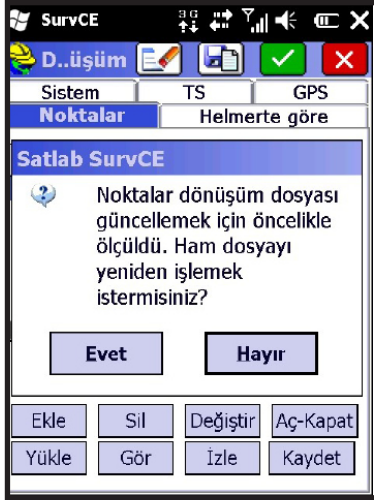 SurvCE
3G
D..üşüm
Sistem TS GPS
Noktalar Helmerte göre
Satlab SurvCE
Noktalar dönüşüm dosyası
güncellemek için öncelikle
ölçüldü. Ham dosyayı
yeniden işlemek
istermisiniz?
Evet Hayır
Ekle Sil Değiştir Aç-Kapat
Yükle Gör İzle Kaydet